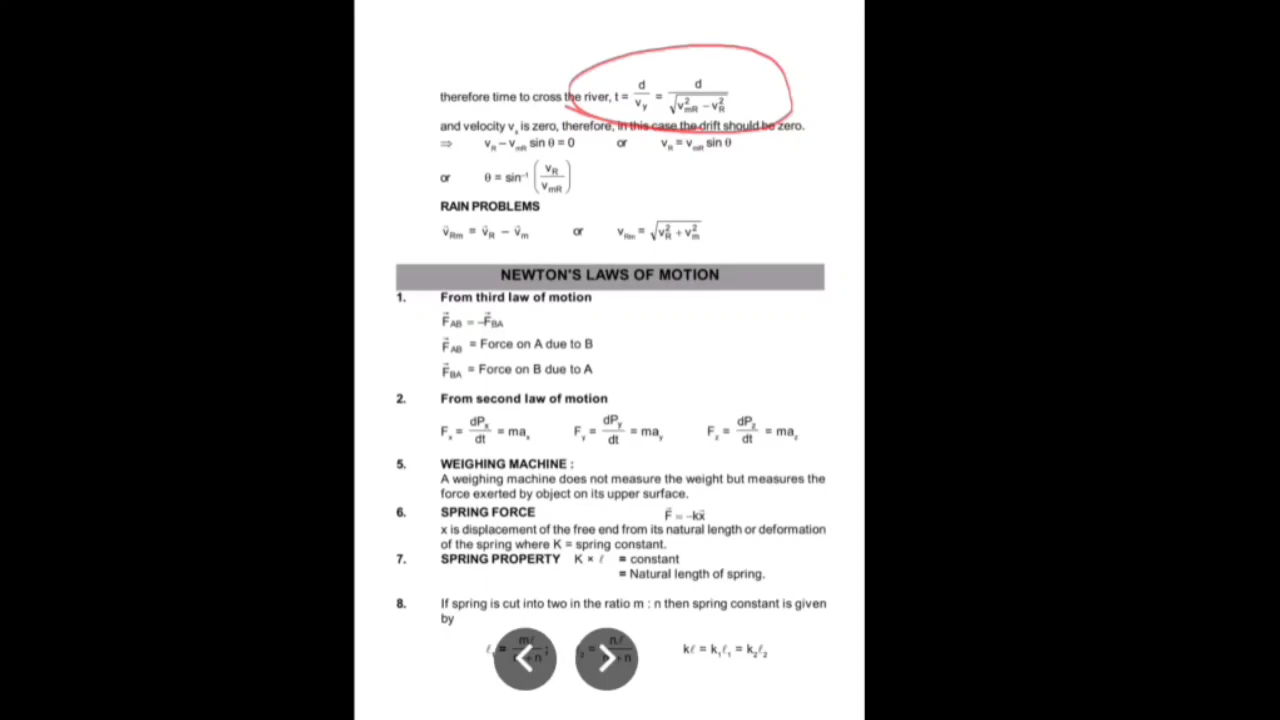 therefore time to cross the river, t = d/v_y = d/√(v²_mR – v²_R)
and velocity v_x is zero, therefore, in this case the drift should be zero.
⇒ v_R – v_mR sin θ = 0 or v_R = v_mR sin θ
or θ = sin⁻¹ (v_R/v_mR)
RAIN PROBLEMS
v⃗_Rm = v⃗_R – v⃗_m or v_Rm = √(v²_R + v²_m)
NEWTON'S LAWS OF MOTION
1. From third law of motion
F⃗_AB = –F⃗_BA
F⃗_AB = Force on A due to B
F⃗_BA = Force on B due to A
2. From second law of motion
F_x = dP_x/dt = ma_x F_y = dP_y/dt = ma_y F_z = dP_z/dt = ma_z
5. WEIGHING MACHINE :
A weighing machine does not measure the weight but measures the
force exerted by object on its upper surface.
6. SPRING FORCE F⃗ = –kx⃗
x is displacement of the free end from its natural length or deformation
of the spring where K = spring constant.
7. SPRING PROPERTY K × ℓ = constant
= Natural length of spring.
8. If spring is cut into two in the ratio m : n then spring constant is given
by
kℓ = k₁ℓ₁ = k₂ℓ₂